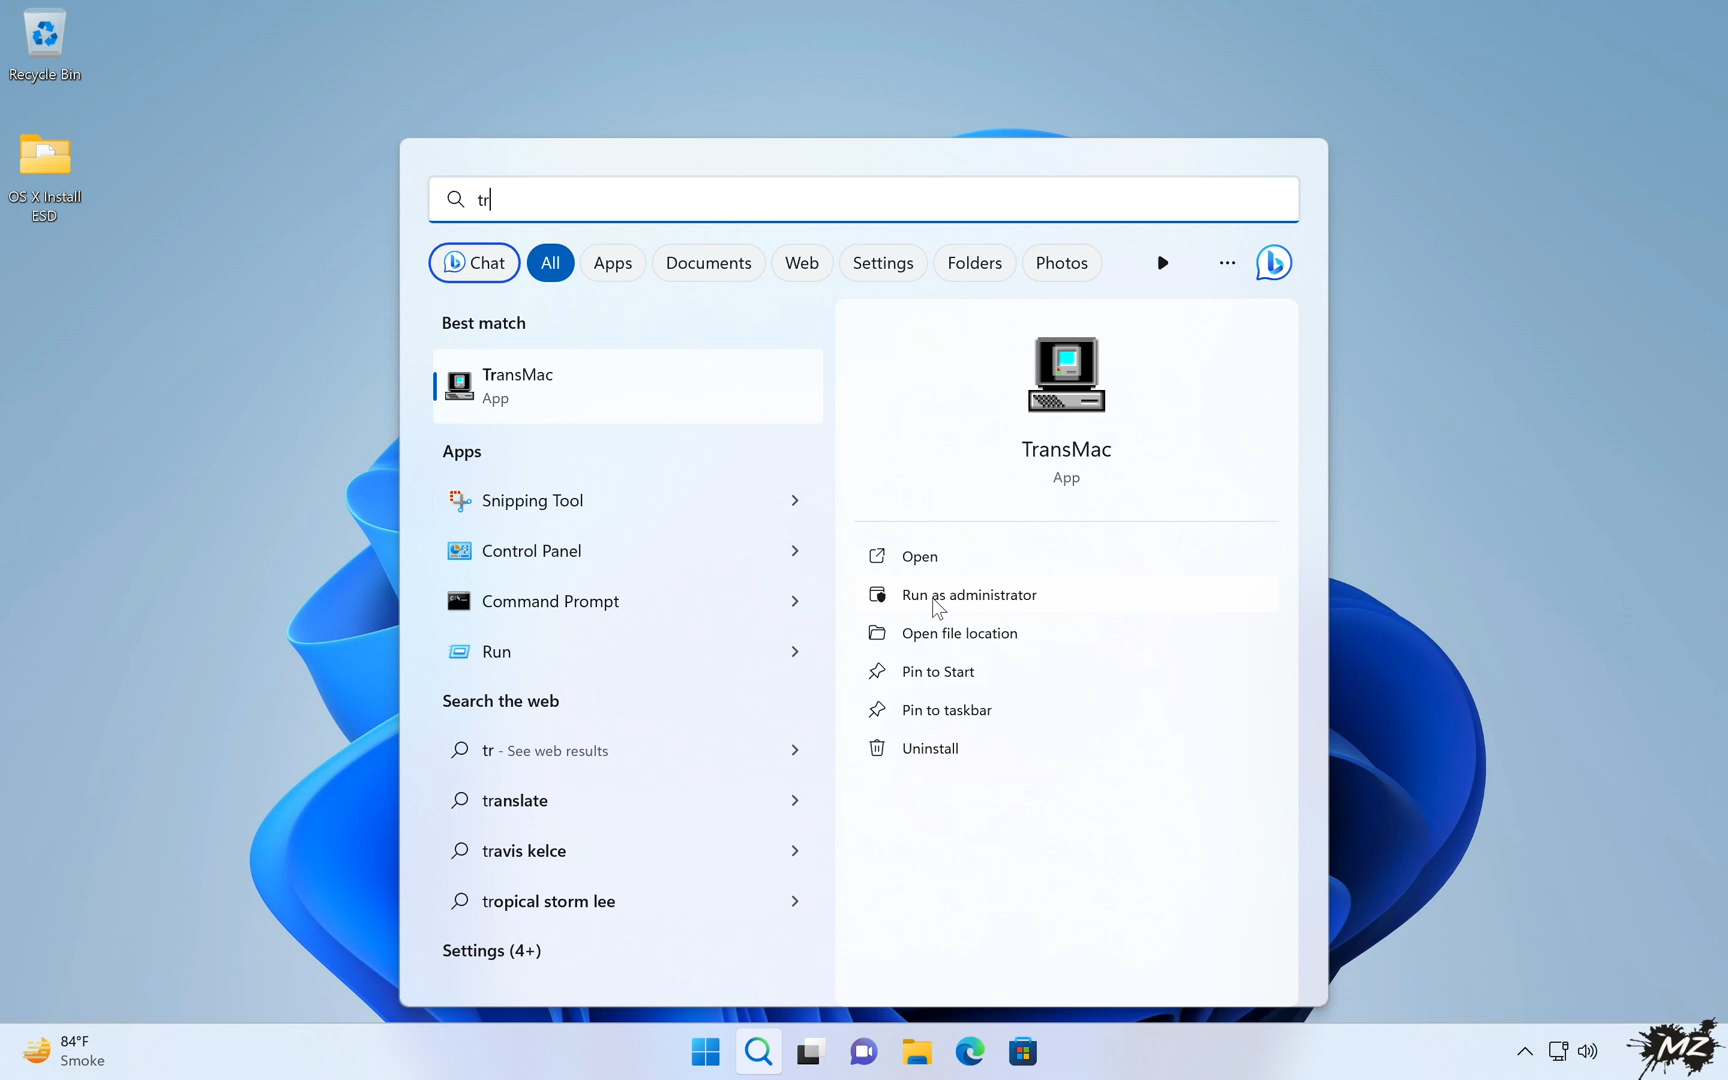 Recycle Bin
OS X Install
ESD
tr
Chat
All
Apps
Documents
Web
Settings
Folders
Photos
Best match
TransMac
App
Apps
Snipping Tool
Control Panel
Command Prompt
Run
Search the web
tr - See web results
translate
travis kelce
tropical storm lee
Settings (4+)
TransMac
App
Open
Run as administrator
Open file location
Pin to Start
Pin to taskbar
Uninstall
84°F
Smoke
MZ